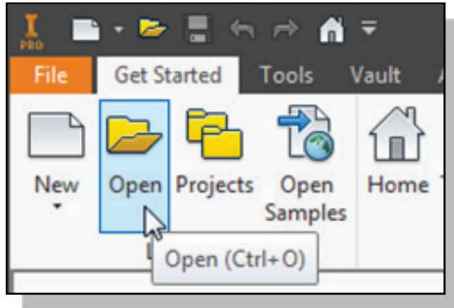 I
PRO
File Get Started Tools Vault
New Open Projects Open Samples Home
Open (Ctrl+O)